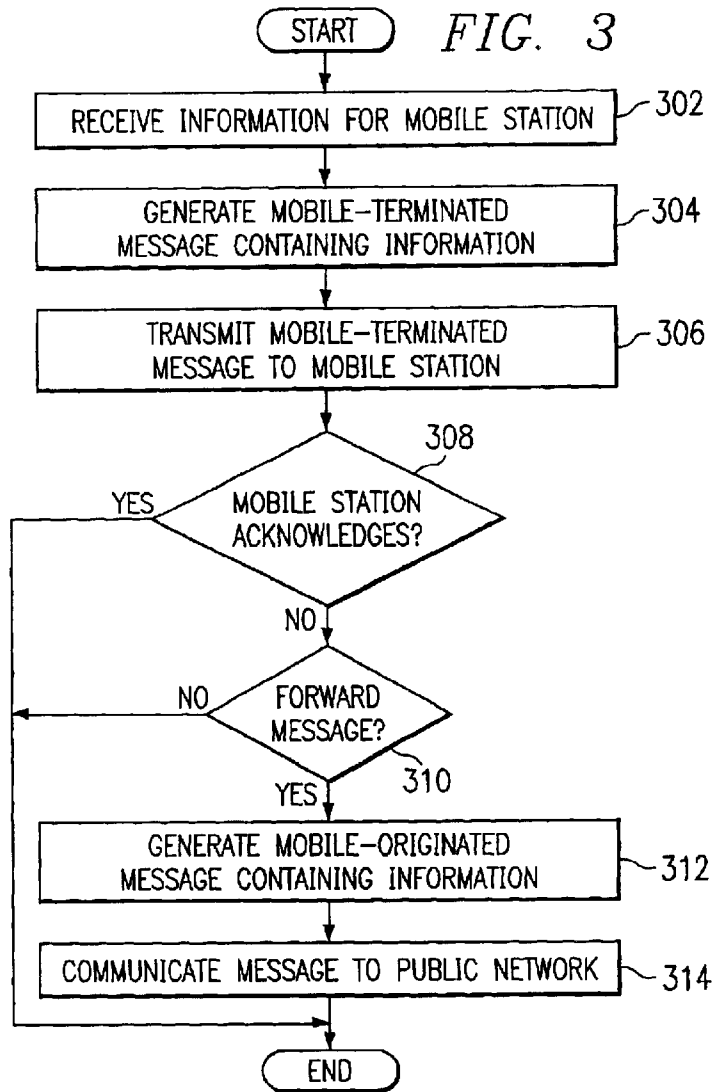 START
FIG. 3
RECEIVE INFORMATION FOR MOBILE STATION
302
GENERATE MOBILE-TERMINATED
MESSAGE CONTAINING INFORMATION
304
TRANSMIT MOBILE-TERMINATED
MESSAGE TO MOBILE STATION
306
308
YES
MOBILE STATION
ACKNOWLEDGES?
NO
NO
FORWARD
MESSAGE?
310
YES
GENERATE MOBILE-ORIGINATED
MESSAGE CONTAINING INFORMATION
312
COMMUNICATE MESSAGE TO PUBLIC NETWORK
314
END